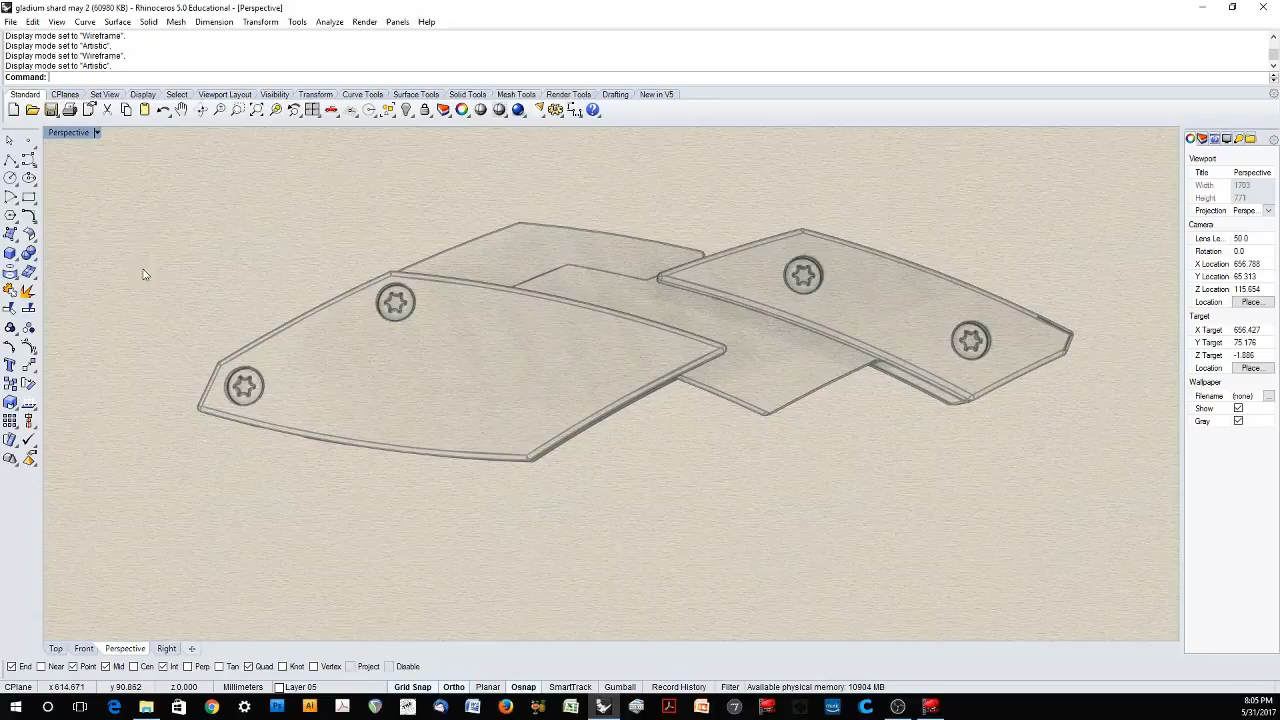 gladium shard may 2 (60980 KB) - Rhinoceros 5.0 Educational - [Perspective]
File Edit View Curve Surface Solid Mesh Dimension Transform Tools Analyze Render Panels Help
Display mode set to "Wireframe".
Display mode set to "Artistic".
Display mode set to "Wireframe".
Display mode set to "Artistic".
Command:
Standard CPlanes Set View Display Select Viewport Layout Visibility Transform Curve Tools Surface Tools Solid Tools Mesh Tools Render Tools Drafting New in V5
Perspective
Viewport
Title Perspective
Width 1703
Height 771
Projection Perspe...
Camera
Lens Le... 50.0
Rotation 0.0
X Location 656.788
Y Location 65.313
Z Location 115.654
Location Place...
Target
X Target 656.427
Y Target 75.176
Z Target -1.886
Location Place...
Wallpaper
Filename (none) ...
Show
Gray
Top Front Perspective Right
End Near Point Mid Cen Int Perp Tan Quad Knot Vertex Project Disable
CPlane x 614.671 y 90.862 z 0.000 Millimeters Layer 05 Grid Snap Ortho Planar Osnap SmartTrack Gumball Record History Filter Available physical memory: 10904 MB
8:05 PM
5/31/2017